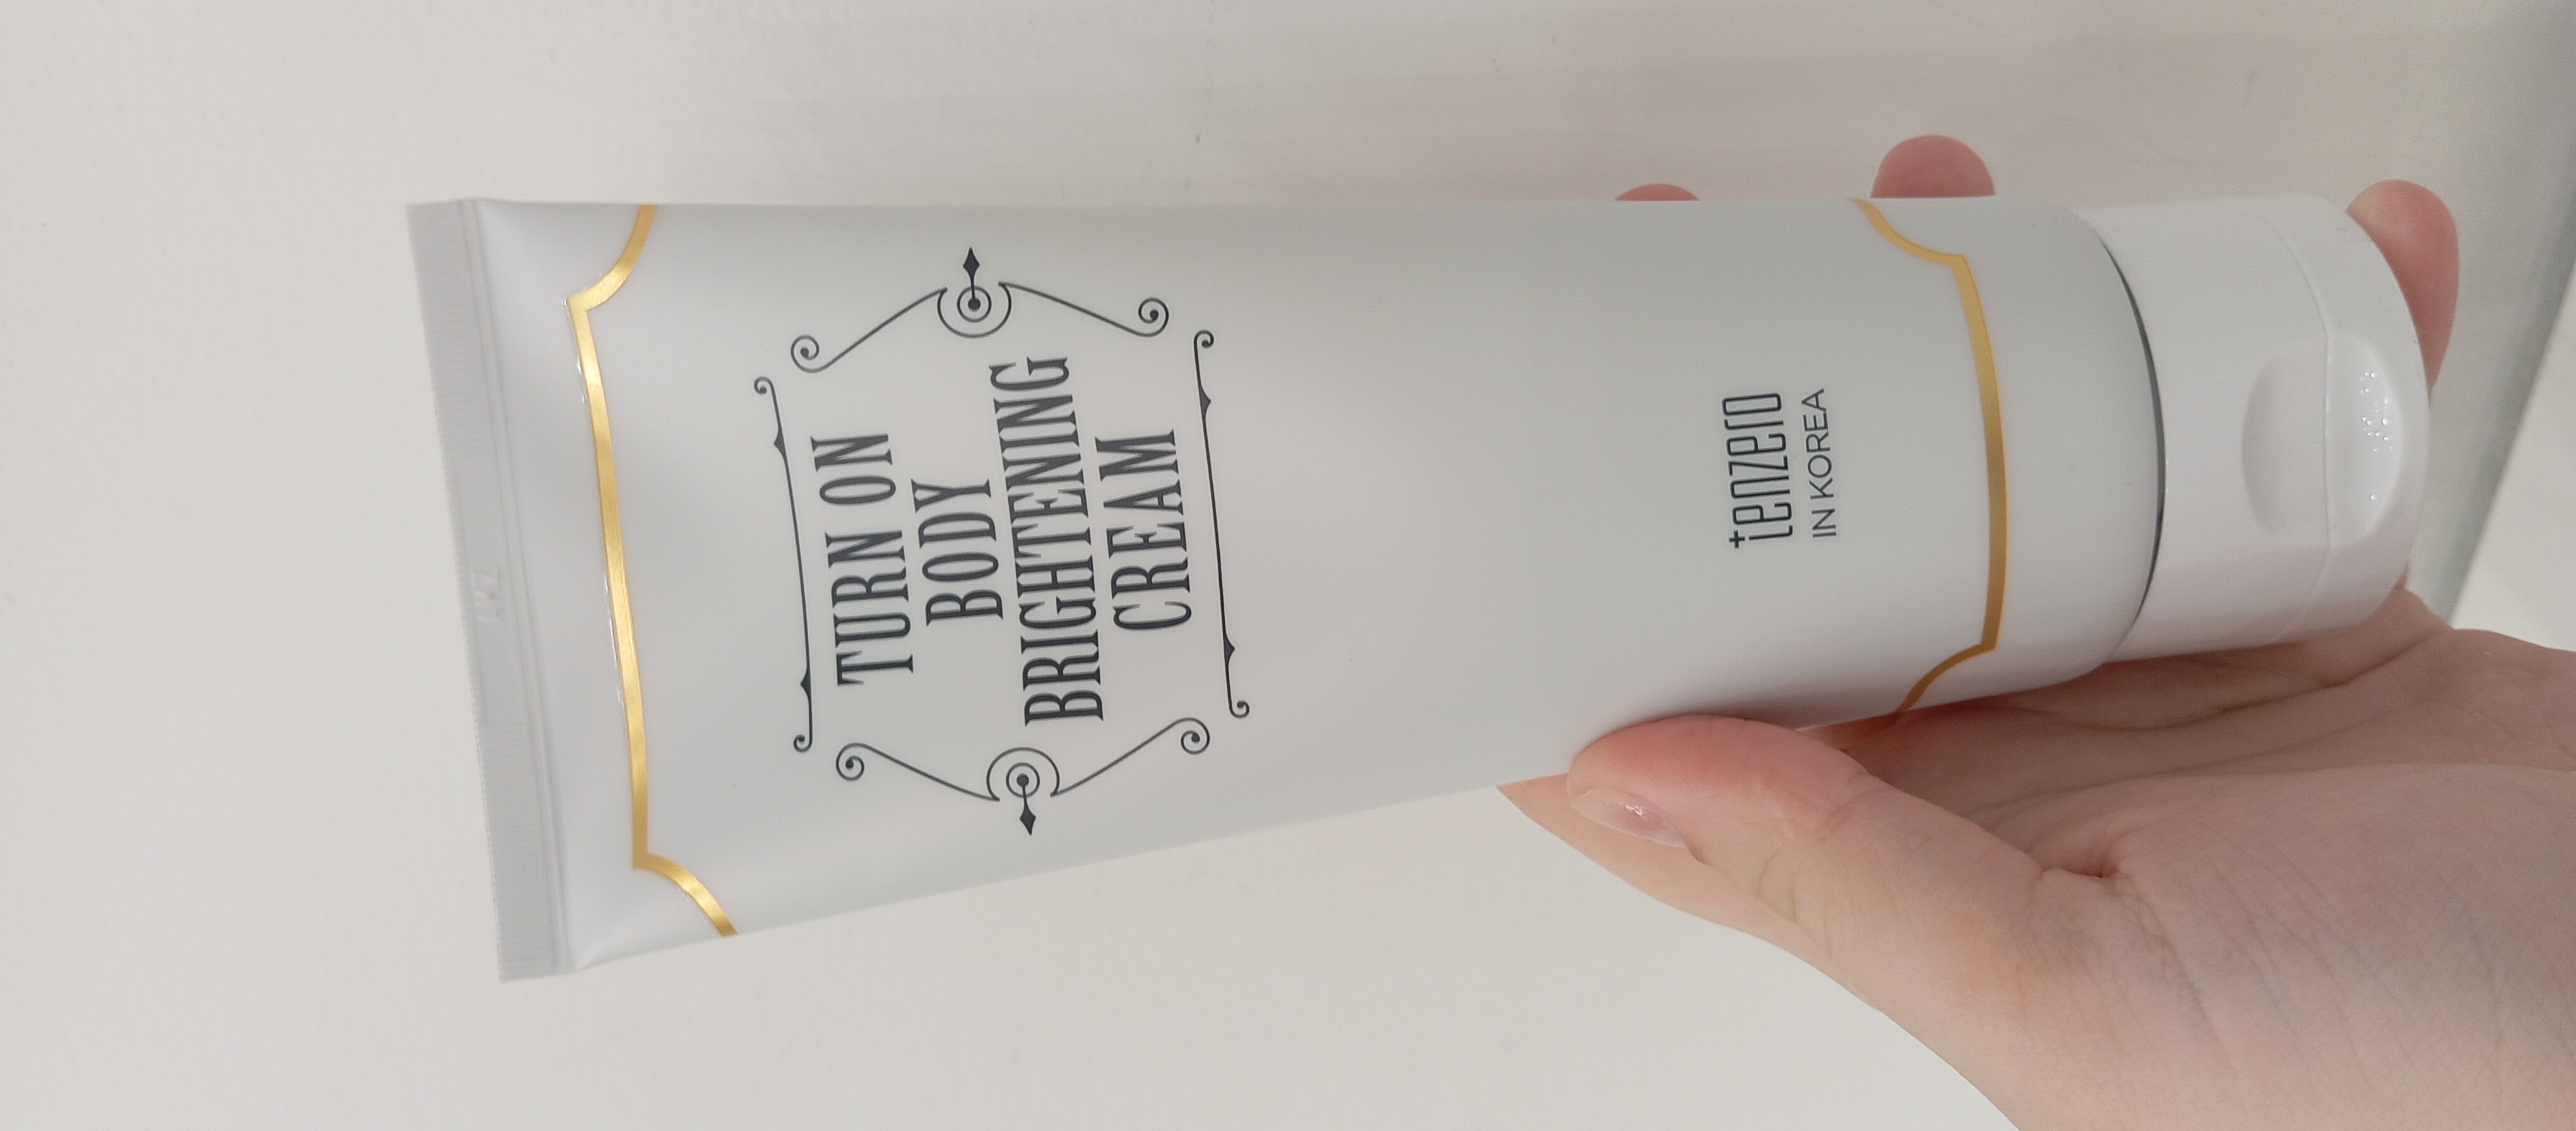 TURN ON
BODY
BRIGHTENING
CREAM
tenzero
IN KOREA